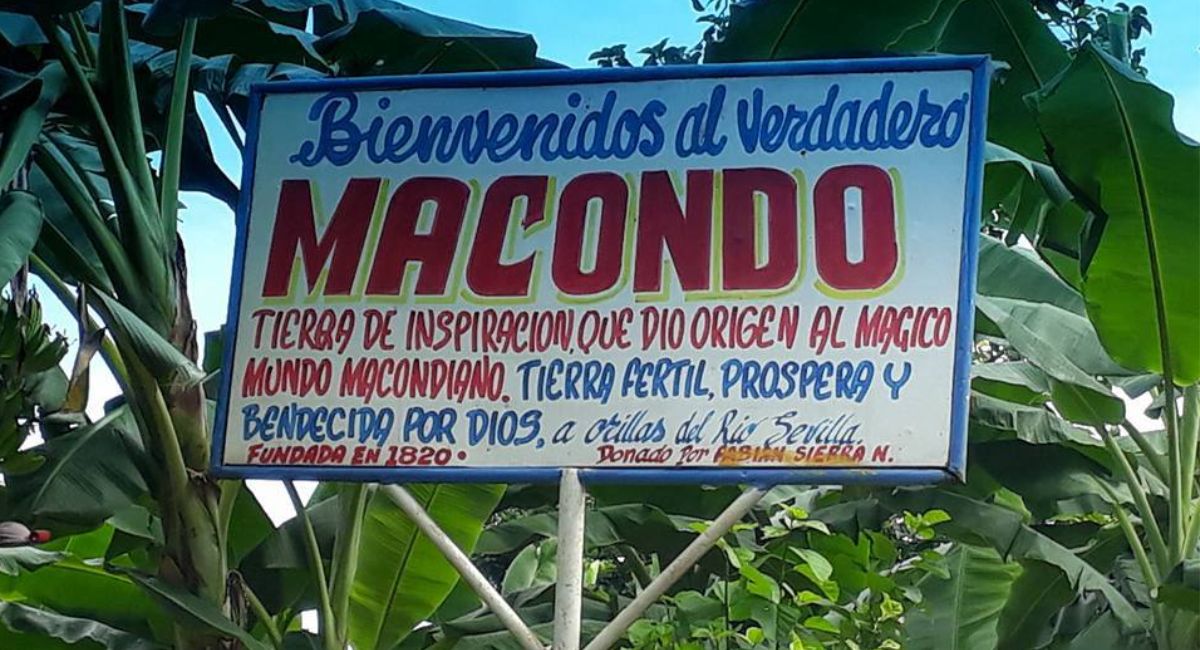 Bienvenidos al Verdadero
MACONDO
TIERRA DE INSPIRACION, QUE DIO ORIGEN AL MAGICO
MUNDO MACONDIANO. TIERRA FERTIL, PROSPERA Y
BENDECIDA POR DIOS, a orillas del Rio Sevilla.
FUNDADA EN 1820. Donado Por FABIAN SIERRA N.